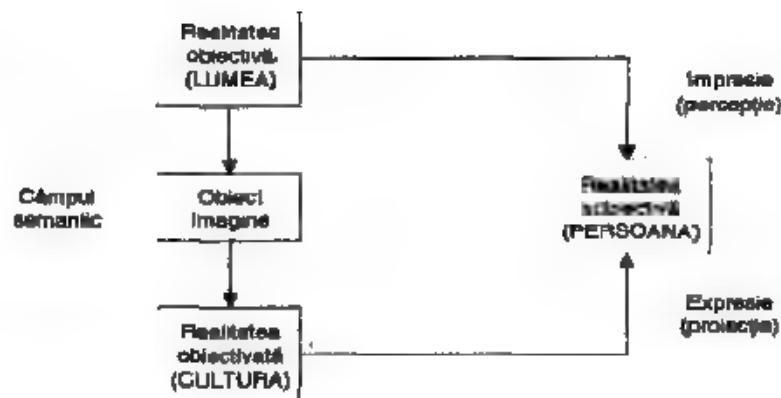 Realitatea
obiectivă
(LUMEA)
Impresie
(percepție)
Câmpul
semantic
Obiect
Imagine
Realitatea
subiectivă
(PERSOANA)
Expresie
(proiecție)
Realitatea
obiectivată
(CULTURA)